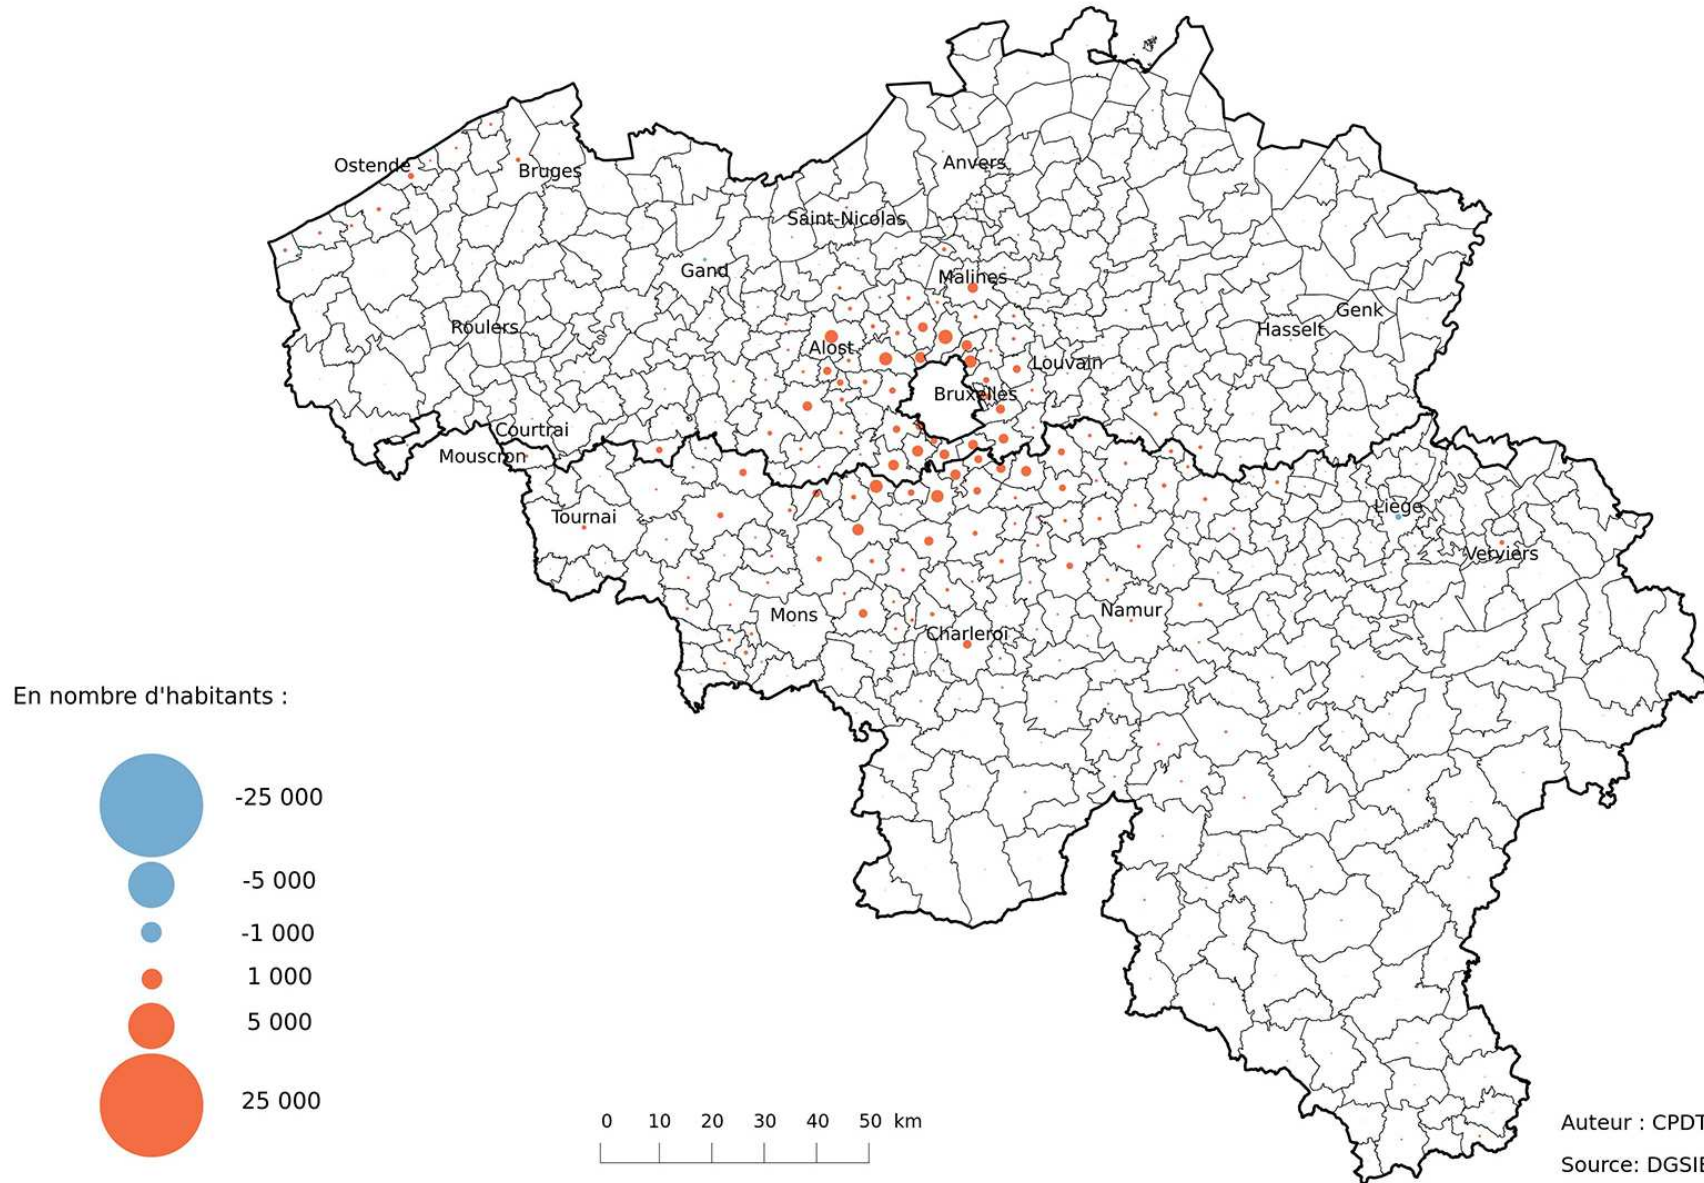 Anvers
Ostende
Bruges
Saint-Nicolas
Gand
Malines
Genk
Roulers
Hasselt
Alost
Louvain
Bruxelles
Courtrai
Mouscron
Liège
Tournai
Verviers
Namur
Mons
Charleroi
En nombre d'habitants :
-25 000
-5 000
-1 000
1 000
5 000
25 000
0 10 20 30 40 50 km
Auteur : CPDT
Source: DGSIE